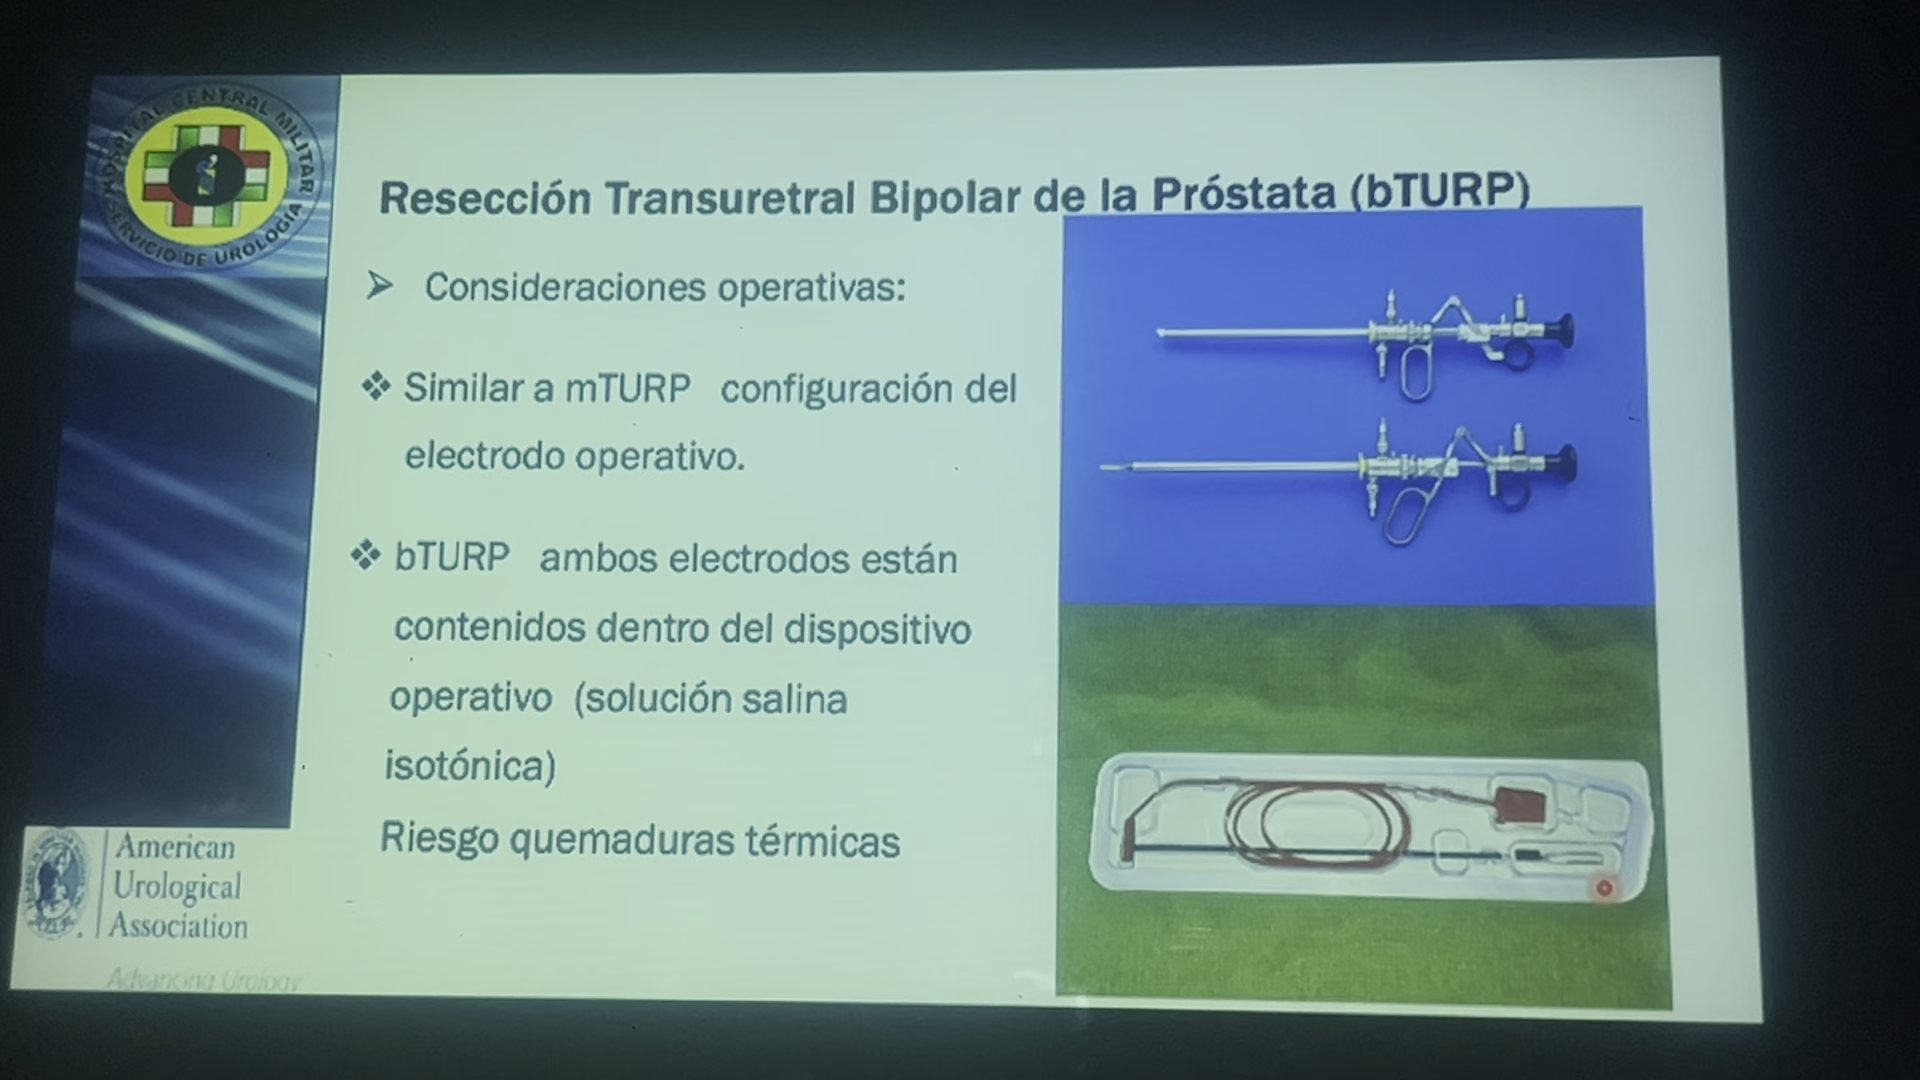 HOSPITAL CENTRAL MILITAR
SERVICIO DE UROLOGIA
Resección Transuretral Bipolar de la Próstata (bTURP)
Consideraciones operativas:
Similar a mTURP configuración del
electrodo operativo.
bTURP ambos electrodos están
contenidos dentro del dispositivo
operativo (solución salina
isotónica)
Riesgo quemaduras térmicas
American
Urological
Association
Advancing Urology